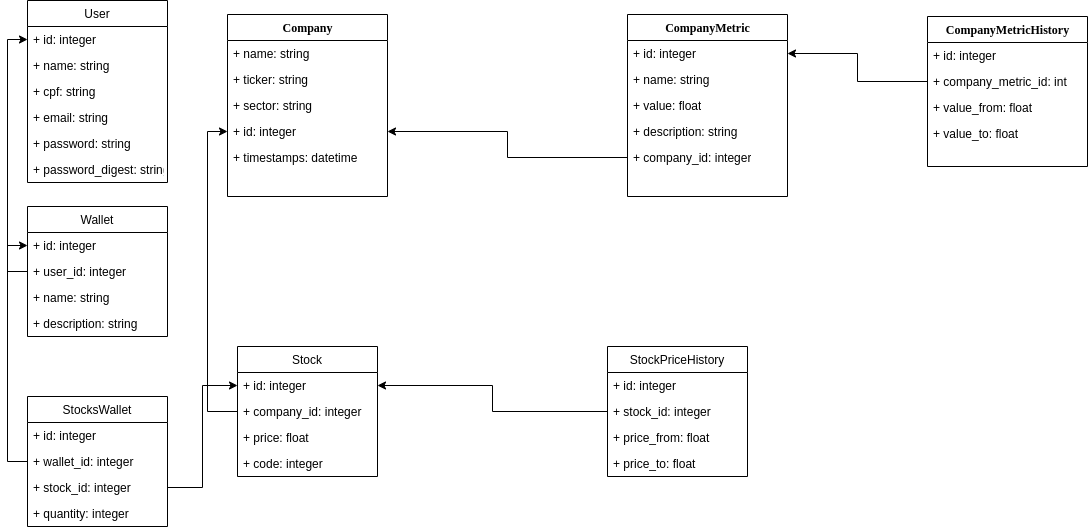 User
+ id: integer
+ name: string
+ cpf: string
+ email: string
+ password: string
+ password_digest: strin
Company
+ name: string
+ ticker: string
+ sector: string
+ id: integer
+ timestamps: datetime
CompanyMetric
+ id: integer
+ name: string
+ value: float
+ description: string
+ company_id: integer
CompanyMetricHistory
+ id: integer
+ company_metric_id: int
+ value_from: float
+ value_to: float
Wallet
+ id: integer
+ user_id: integer
+ name: string
+ description: string
StocksWallet
+ id: integer
+ wallet_id: integer
+ stock_id: integer
+ quantity: integer
Stock
+ id: integer
+ company_id: integer
+ price: float
+ code: integer
StockPriceHistory
+ id: integer
+ stock_id: integer
+ price_from: float
+ price_to: float